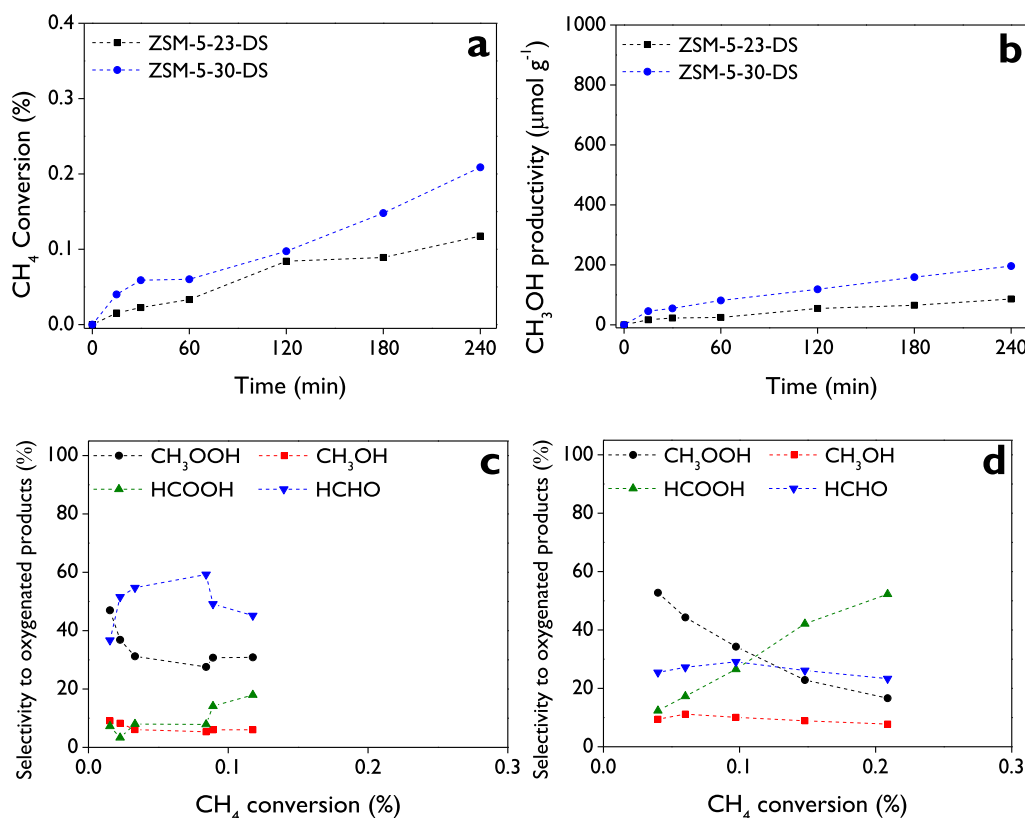 a
ZSM-5-23-DS
ZSM-5-30-DS
CH₄ Conversion (%)
0.4
0.3
0.2
0.1
0.0
0 60 120 180 240
Time (min)
b
ZSM-5-23-DS
ZSM-5-30-DS
CH₃OH productivity (μmol g⁻¹)
1000
800
600
400
200
0
0 60 120 180 240
Time (min)
c
CH₃OOH CH₃OH
HCOOH HCHO
Selectivity to oxygenated products (%)
100
80
60
40
20
0
0.0 0.1 0.2 0.3
CH₄ conversion (%)
d
CH₃OOH CH₃OH
HCOOH HCHO
Selectivity to oxygenated products (%)
100
80
60
40
20
0
0.0 0.1 0.2 0.3
CH₄ conversion (%)